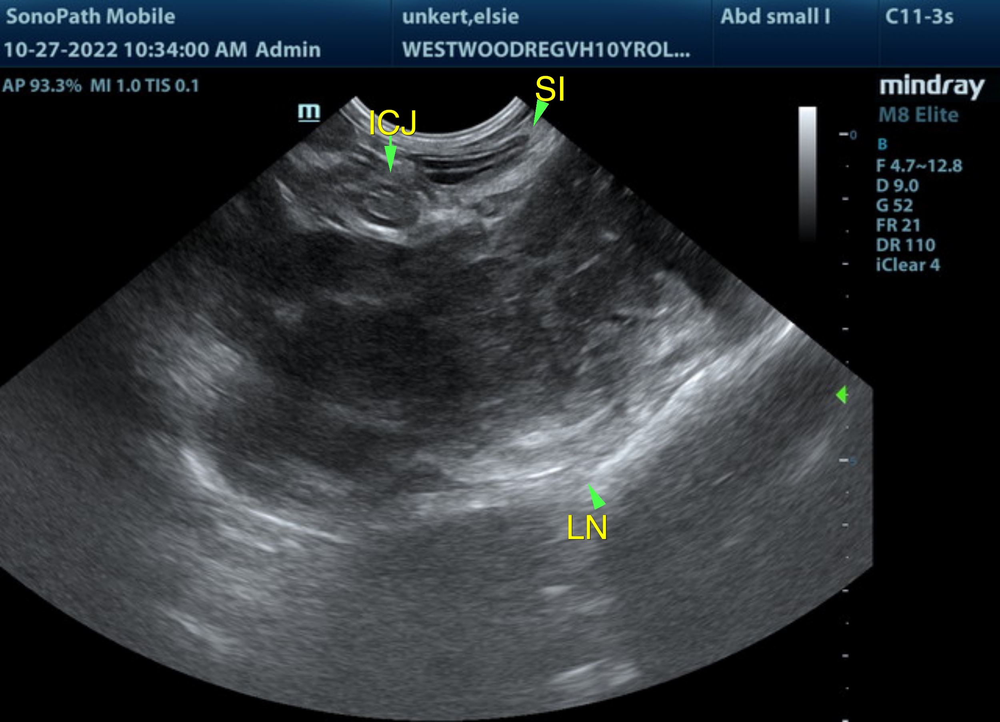 SonoPath Mobile
unkert,elsie
Abd small I
C11-3s
10-27-2022 10:34:00 AM Admin
WESTWOODREGVH10YROL...
AP 93.3% MI 1.0 TIS 0.1
mindray
M8 Elite
m
SI
ICJ
0
B
F 4.7~12.8
D 9.0
G 52
FR 21
DR 110
iClear 4
5
LN